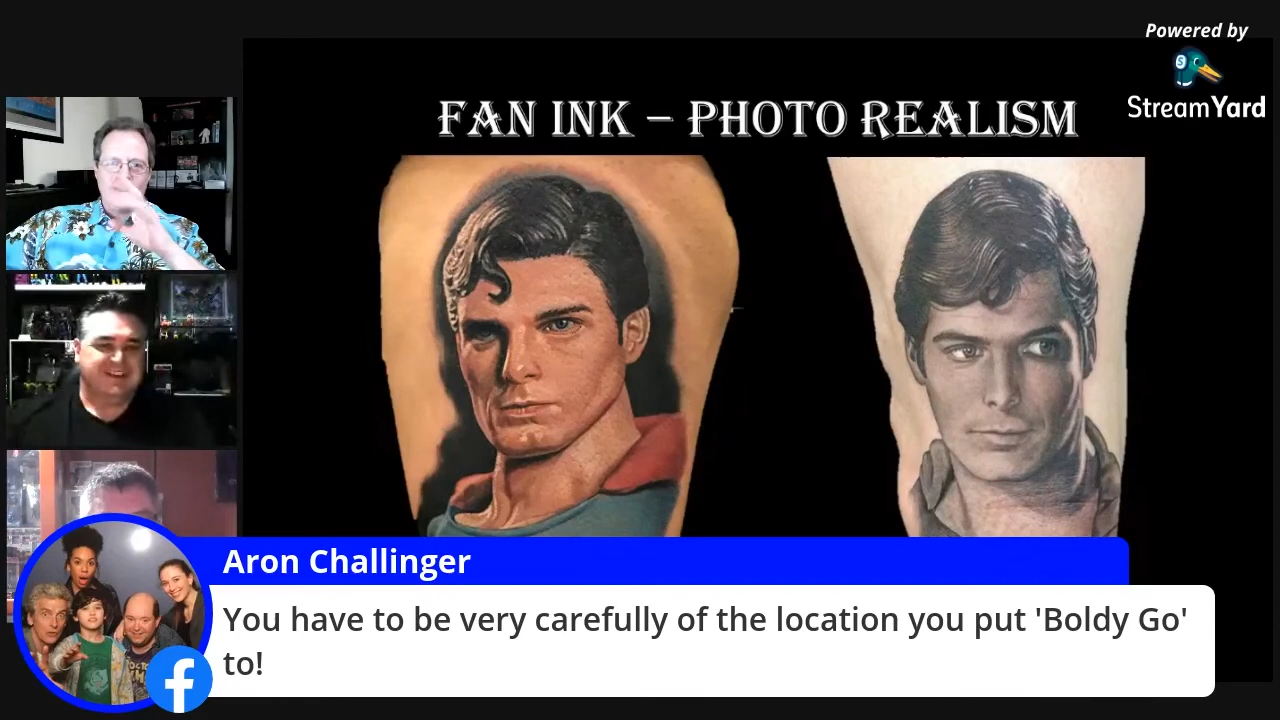 Powered by
StreamYard
FAN INK – PHOTO REALISM
Aron Challinger
You have to be very carefully of the location you put 'Boldy Go'
to!